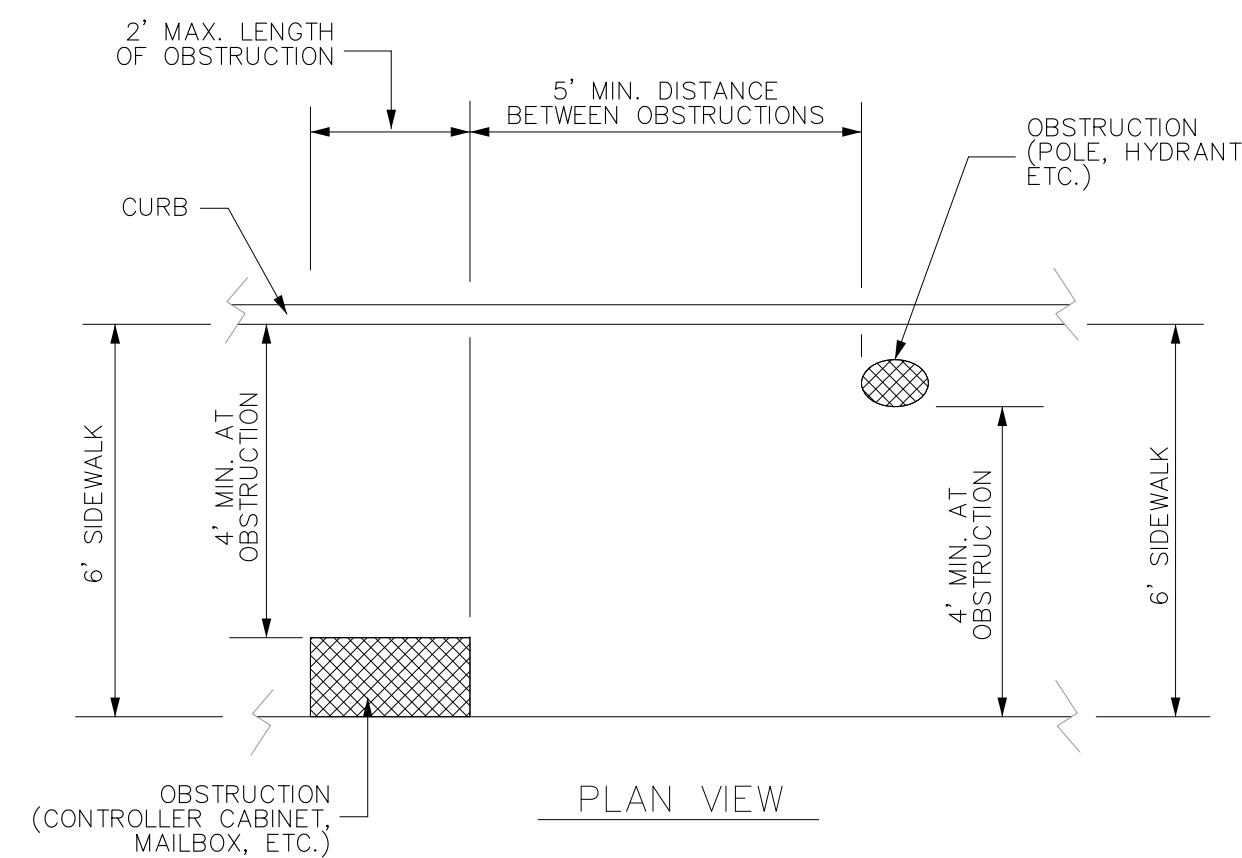 2' MAX. LENGTH
OF OBSTRUCTION
5' MIN. DISTANCE
BETWEEN OBSTRUCTIONS
OBSTRUCTION
(POLE, HYDRANT
ETC.)
CURB
6' SIDEWALK
4' MIN. AT
OBSTRUCTION
4' MIN. AT
OBSTRUCTION
6' SIDEWALK
OBSTRUCTION
(CONTROLLER CABINET,
MAILBOX, ETC.)
PLAN VIEW